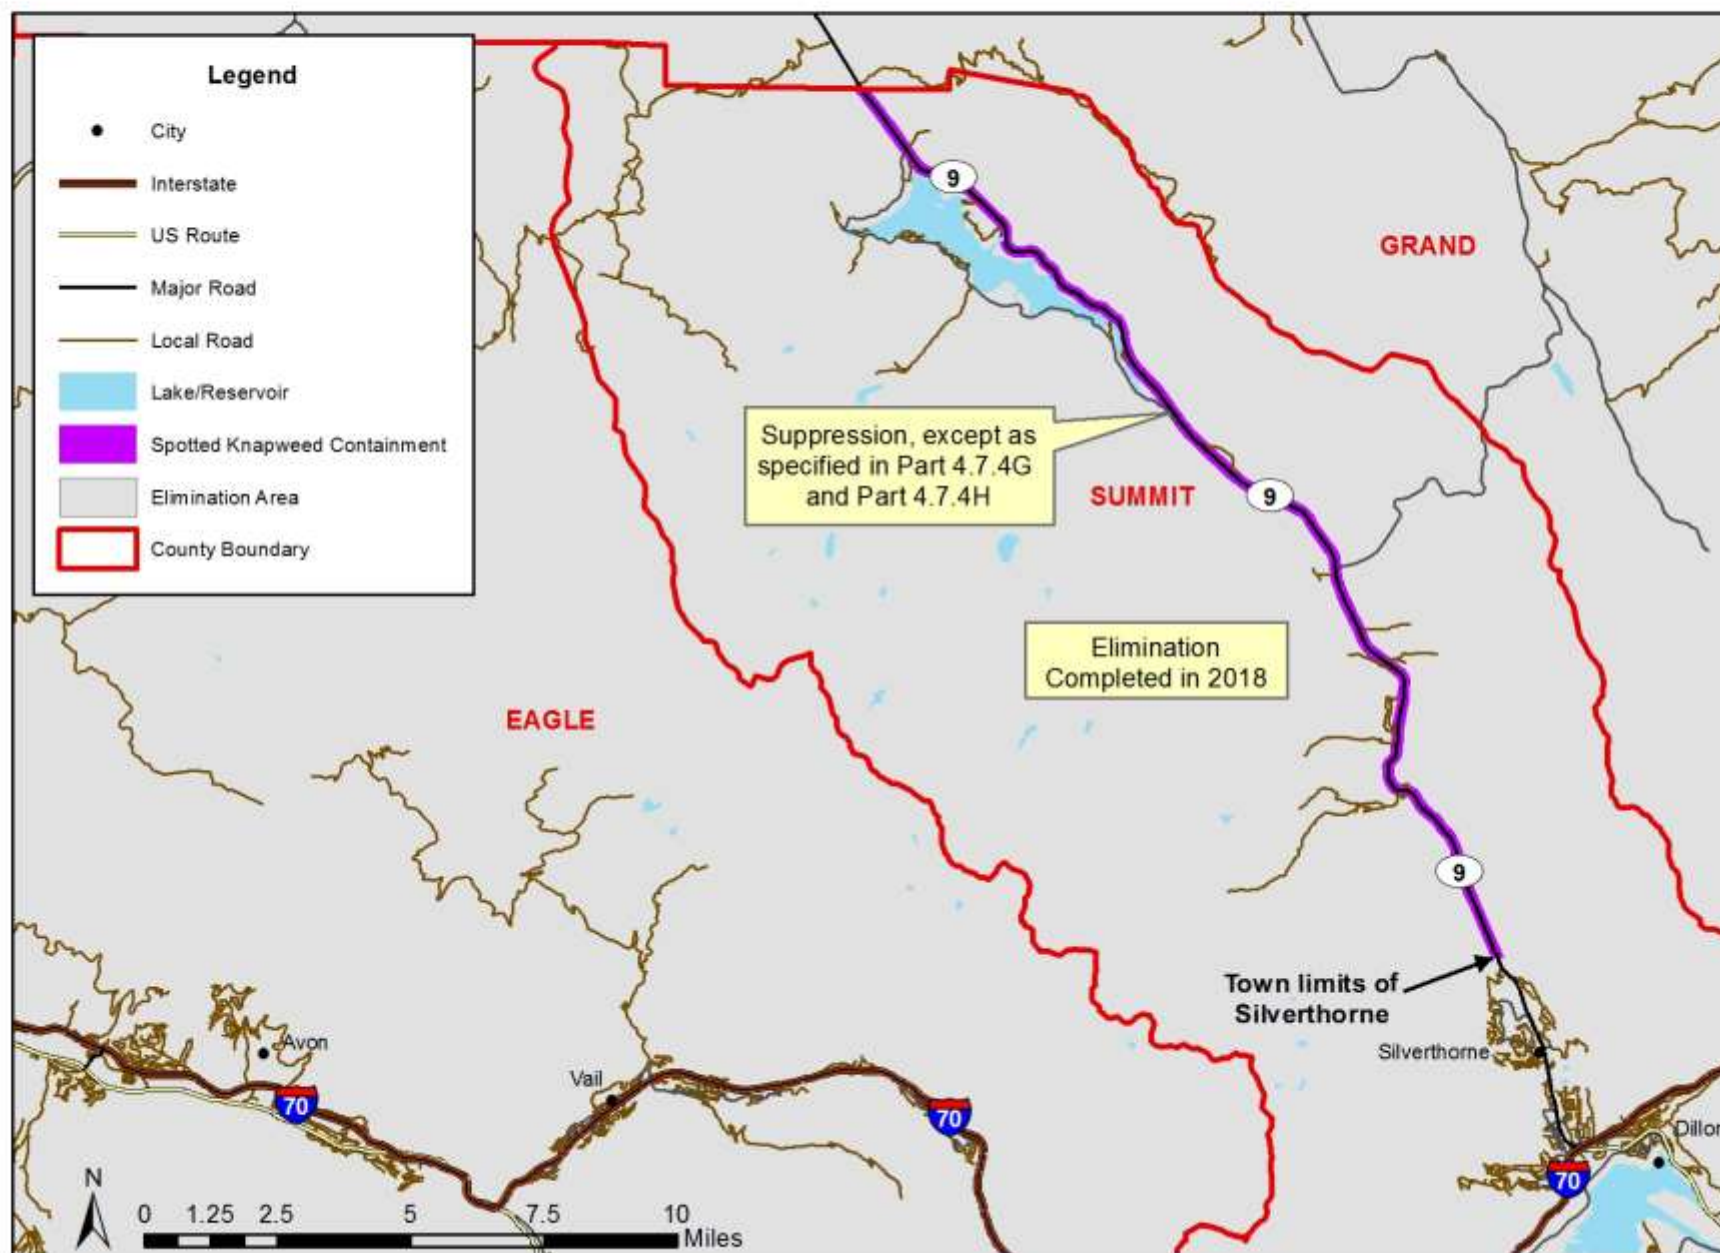 Legend
City
Interstate
US Route
Major Road
Local Road
Lake/Reservoir
Spotted Knapweed Containment
Elimination Area
County Boundary
9
GRAND
Suppression, except as
specified in Part 4.7.4G
and Part 4.7.4H
SUMMIT
9
Elimination
Completed in 2018
EAGLE
9
Town limits of
Silverthorne
Silverthorne
Avon
Vail
70
70
Dillon
70
N
0 1.25 2.5 5 7.5 10
Miles